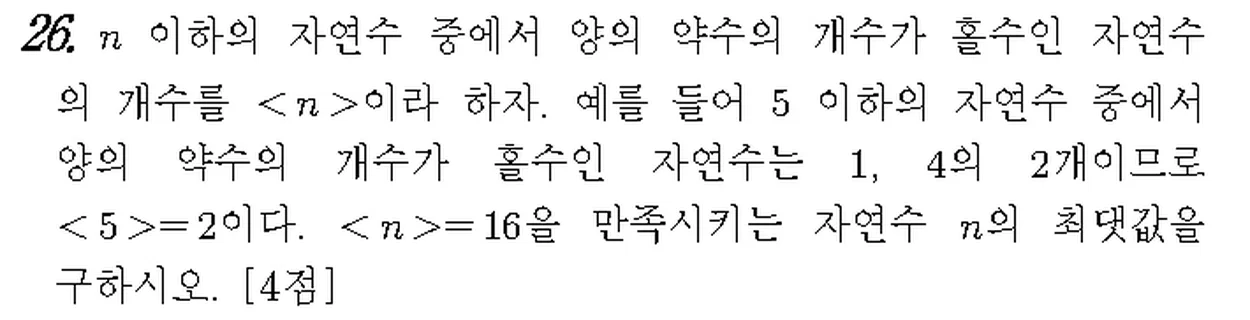 26. n 이하의 자연수 중에서 양의 약수의 개수가 홀수인 자연수
의 개수를 <n>이라 하자. 예를 들어 5 이하의 자연수 중에서
양의 약수의 개수가 홀수인 자연수는 1, 4의 2개이므로
<5>=2이다. <n>=16을 만족시키는 자연수 n의 최댓값을
구하시오. [4점]